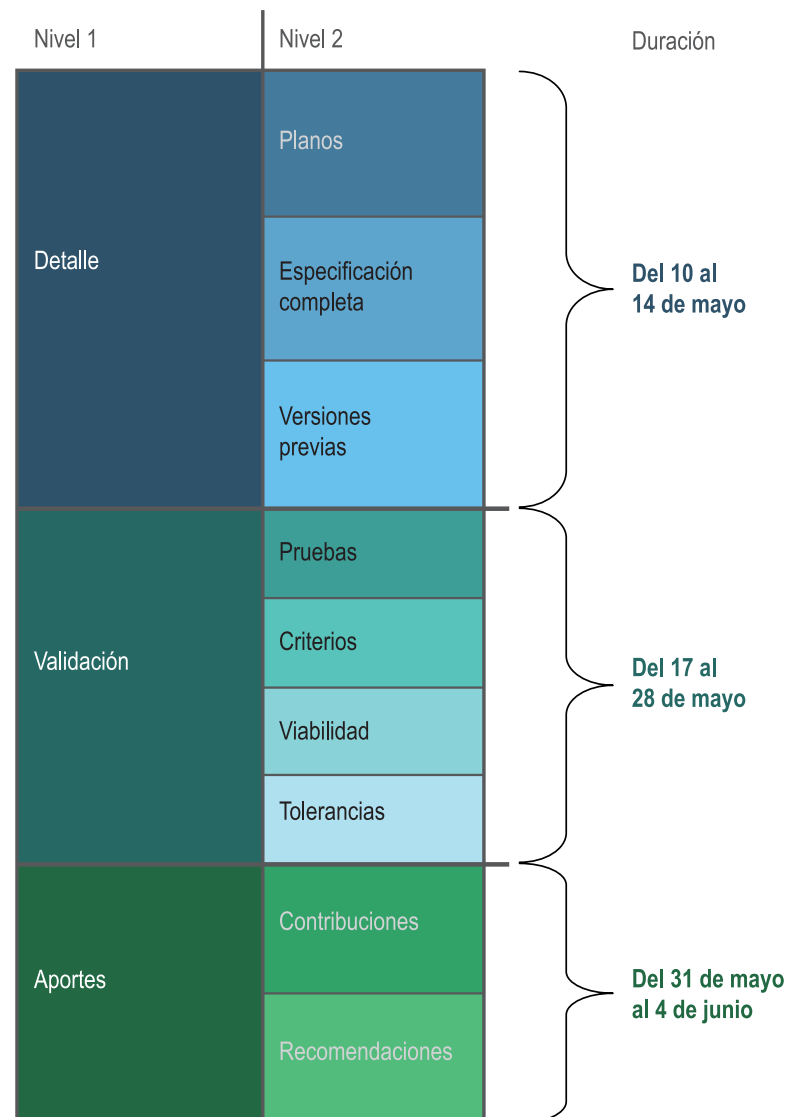 Nivel 1
Nivel 2
Duración
Detalle
Planos
Especificación
completa
Versiones
previas
Del 10 al
14 de mayo
Validación
Pruebas
Criterios
Viabilidad
Tolerancias
Del 17 al
28 de mayo
Aportes
Contribuciones
Recomendaciones
Del 31 de mayo
al 4 de junio